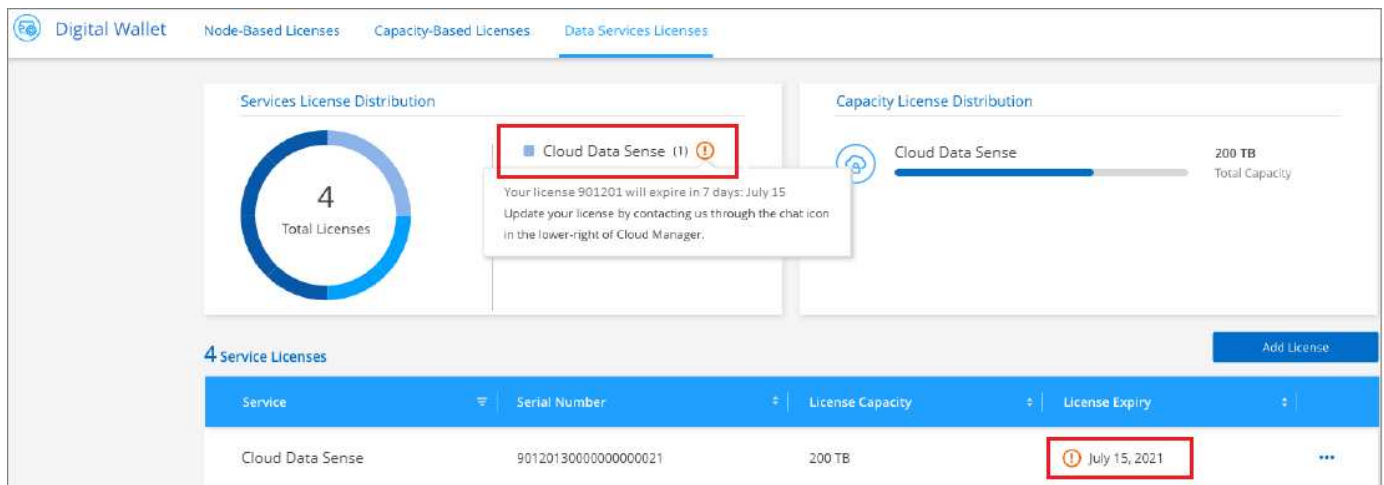 Digital Wallet
Node-Based Licenses
Capacity-Based Licenses
Data Services Licenses
Services License Distribution
4
Total Licenses
Cloud Data Sense (1)
Your license 901201 will expire in 7 days: July 15
Update your license by contacting us through the chat icon
in the lower-right of Cloud Manager.
Capacity License Distribution
Cloud Data Sense
200 TB
Total Capacity
4 Service Licenses
Add License
Service
Serial Number
License Capacity
License Expiry
Cloud Data Sense
90120130000000000021
200 TB
July 15, 2021